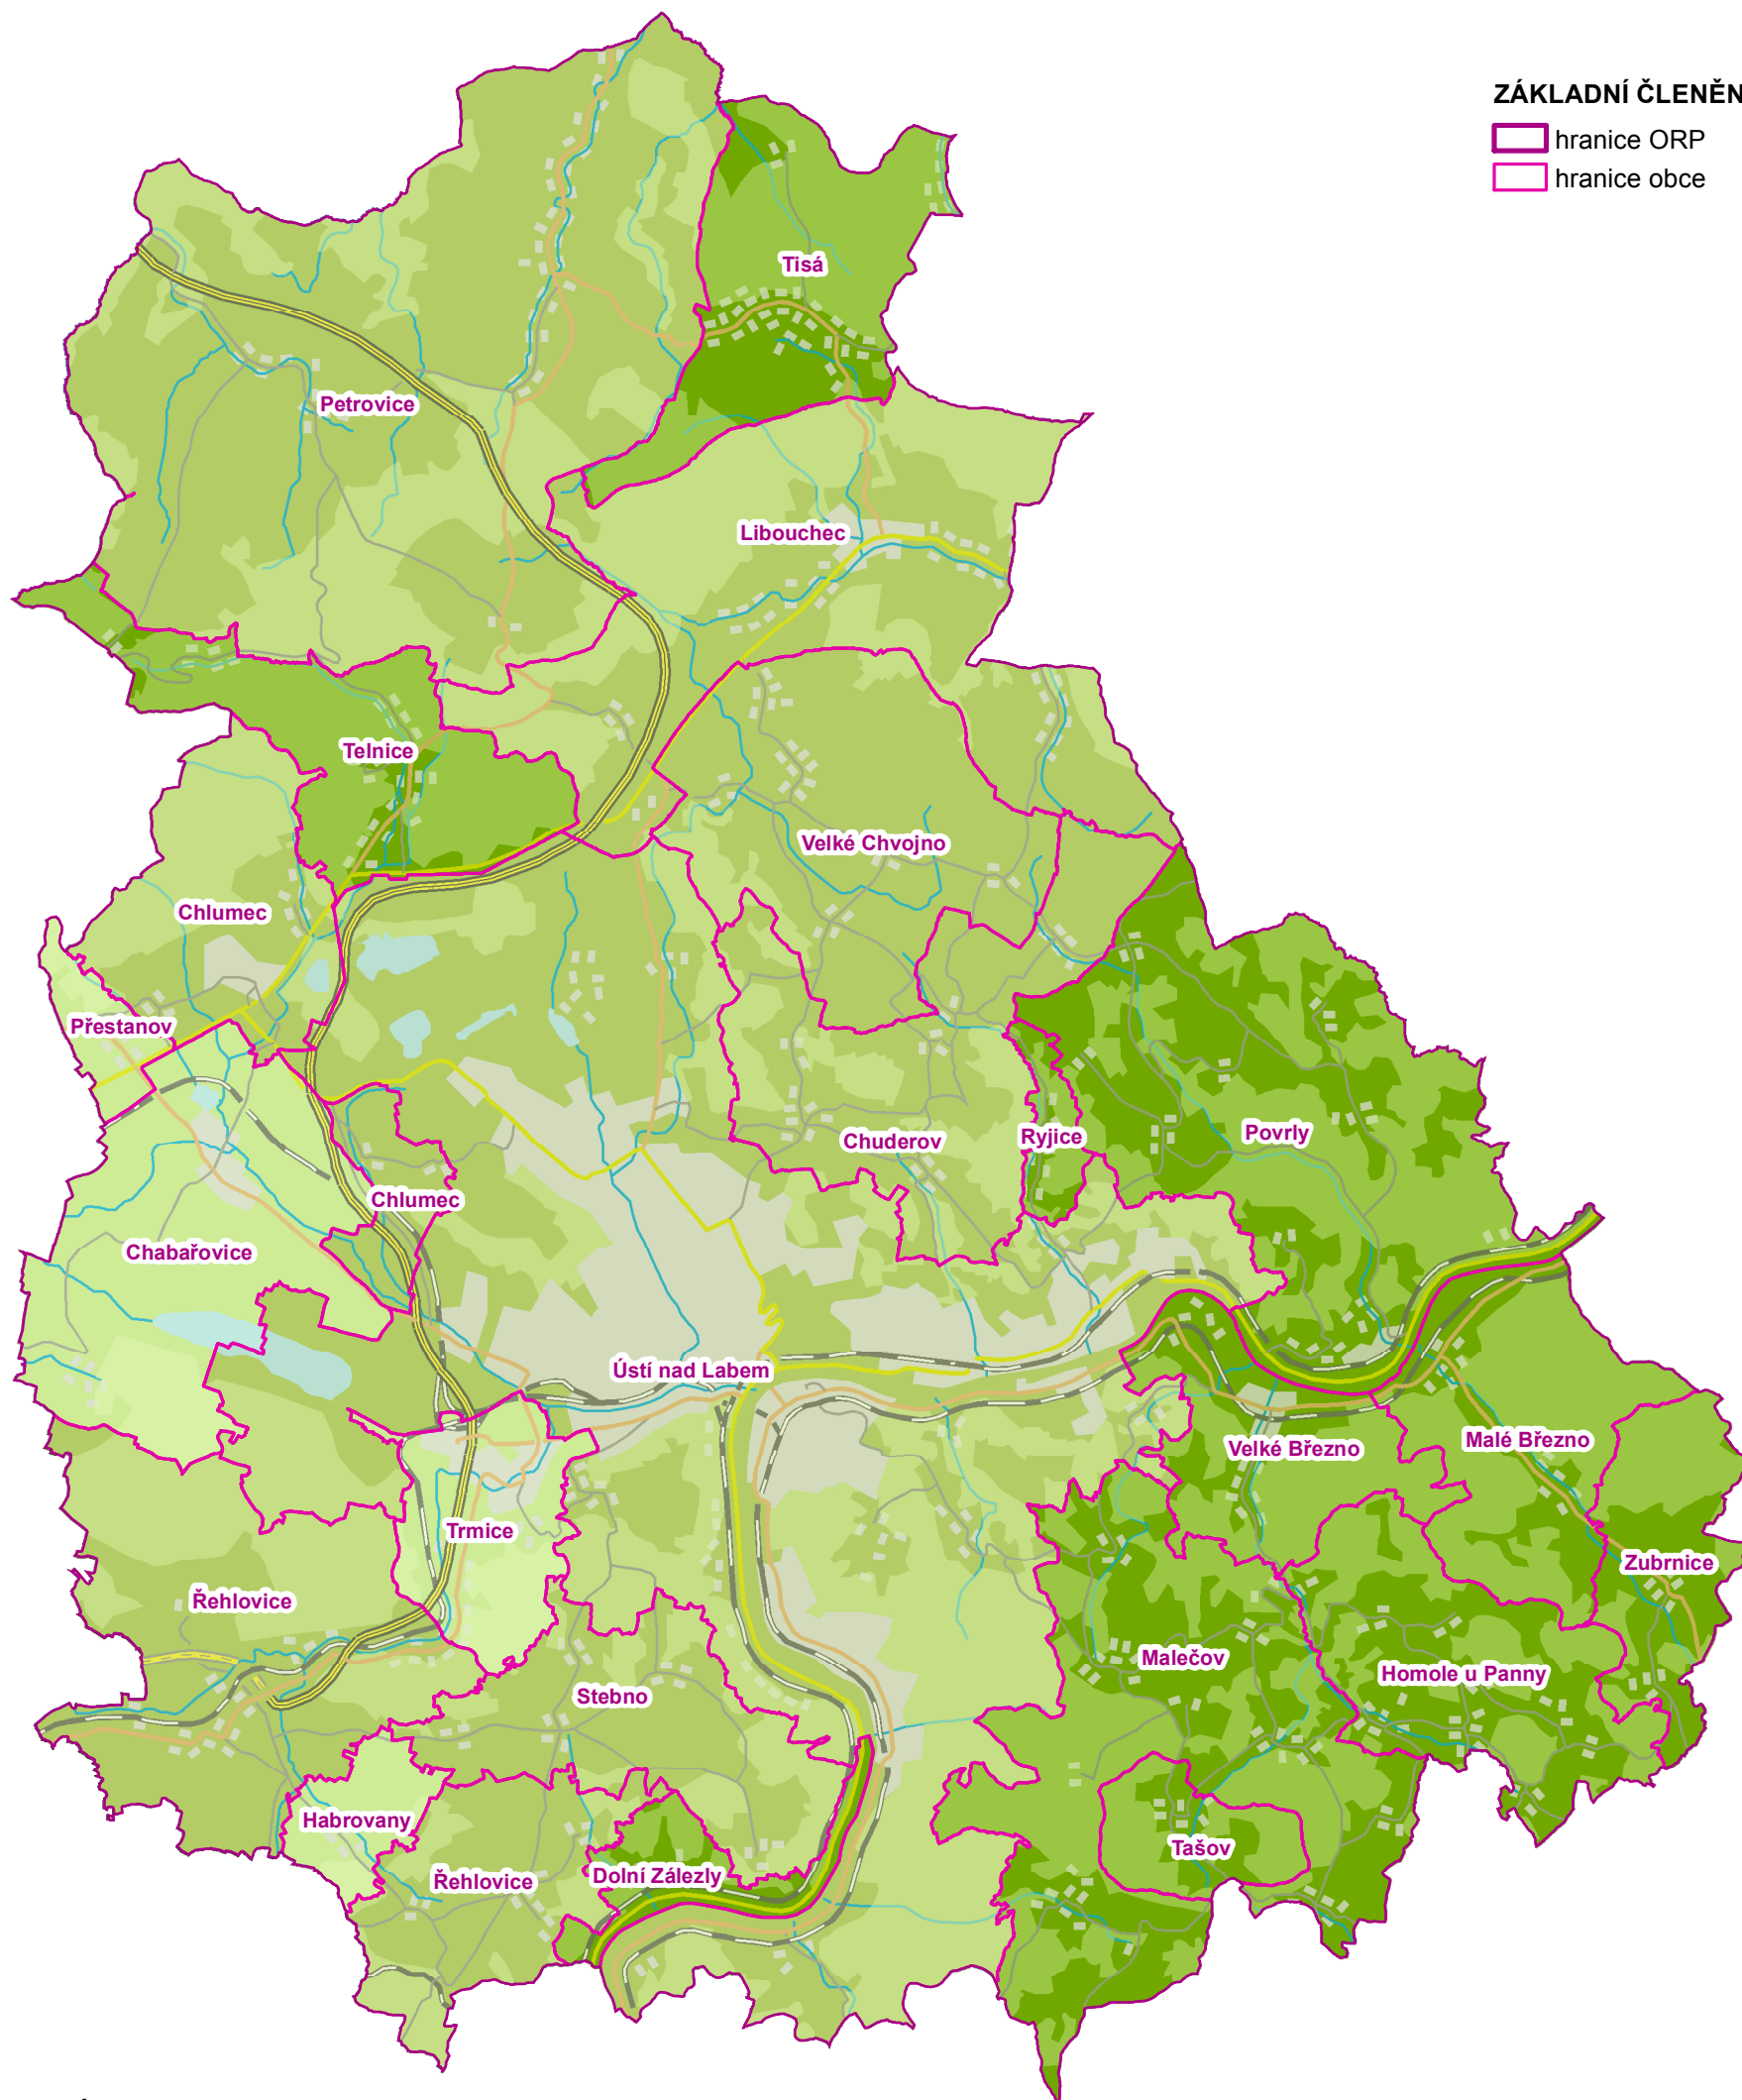 ZÁKLADNÍ ČLENĚN
hranice ORP
hranice obce
Tisá
Petrovice
Libouchec
Telnice
Velké Chvojno
Chlumec
Přestanov
Povrly
Chuderov
Ryjice
Chlumec
Chabařovice
Ústí nad Labem
Velké Březno
Malé Březno
Trmice
Zubrnice
Řehlovice
Malečov
Homole u Panny
Stebno
Habrovany
Tašov
Řehlovice
Dolní Zálezly